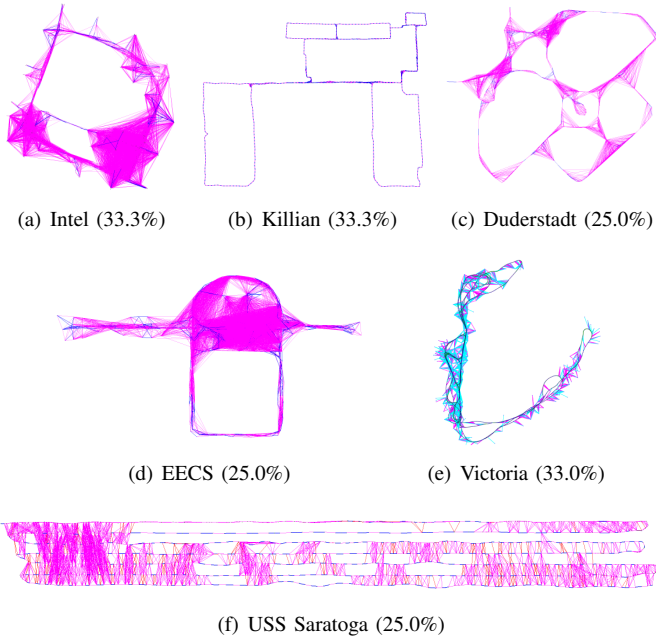 (a) Intel (33.3%) (b) Killian (33.3%) (c) Duderstadt (25.0%)
(d) EECS (25.0%) (e) Victoria (33.0%)
(f) USS Saratoga (25.0%)